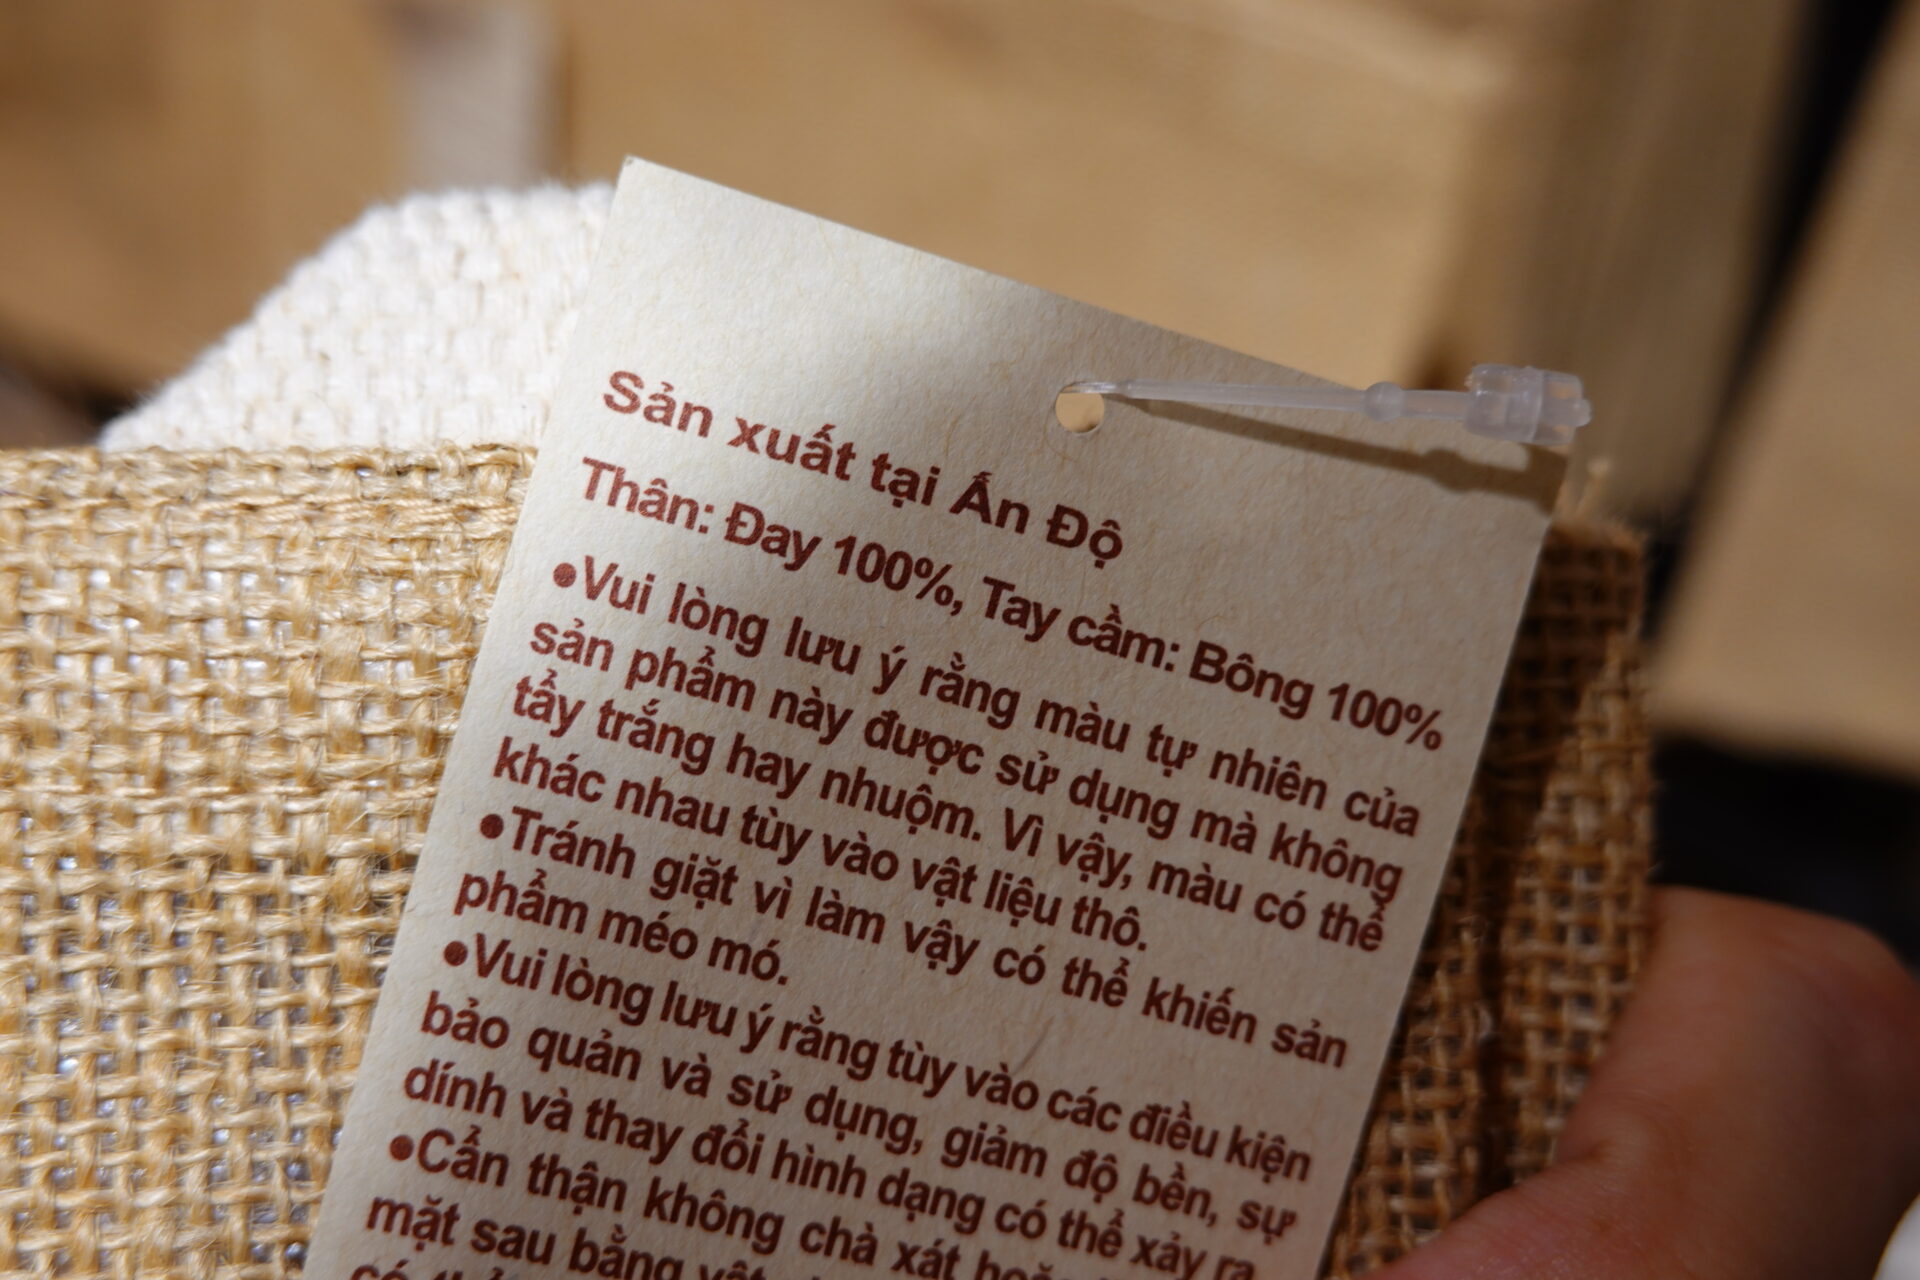 Sản xuất tại Ấn Độ
Thân: Đay 100%, Tay cầm: Bông 100%
●Vui lòng lưu ý rằng màu tự nhiên của
sản phẩm này được sử dụng mà không
tẩy trắng hay nhuộm. Vì vậy, màu có thể
khác nhau tùy vào vật liệu thô.
●Tránh giặt vì làm vậy có thể khiến sản
phẩm méo mó.
●Vui lòng lưu ý rằng tùy vào các điều kiện
bảo quản và sử dụng, giảm độ bền, sự
dính và thay đổi hình dạng có thể xảy ra
●Cẩn thận không chà xát hoặc
mặt sau bằng vật
có thể